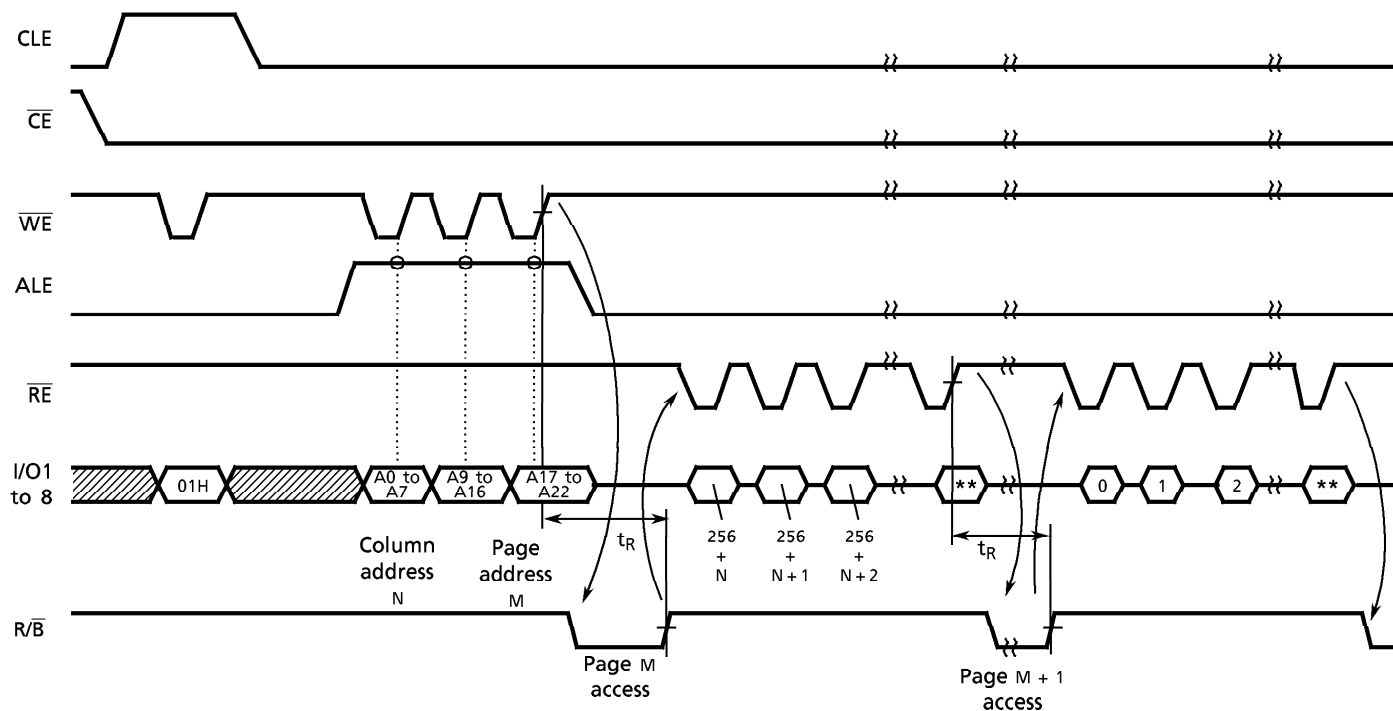 CLE
CE
WE
ALE
RE
I/O1
to 8
01H
A0 to
A7
A9 to
A16
A17 to
A22
**
0
1
2
**
Column
address
N
Page
address
M
tR
256
+
N
256
+
N + 1
256
+
N + 2
tR
R/B
Page M
access
Page M + 1
access